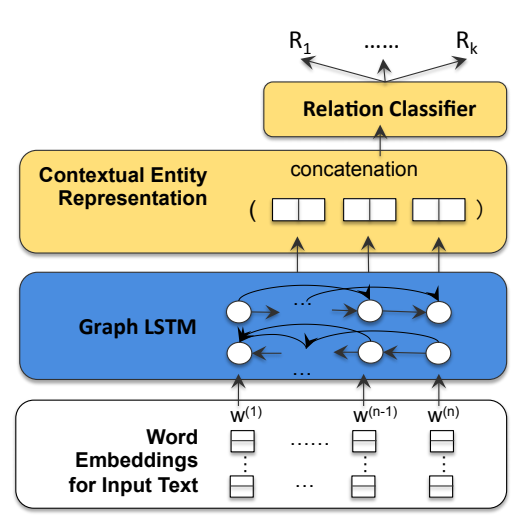 R1 ...... Rk
Relation Classifier
Contextual Entity
Representation
concatenation
( )
Graph LSTM
...
...
w(1) w(n-1) w(n)
Word
Embeddings
for Input Text
......
...